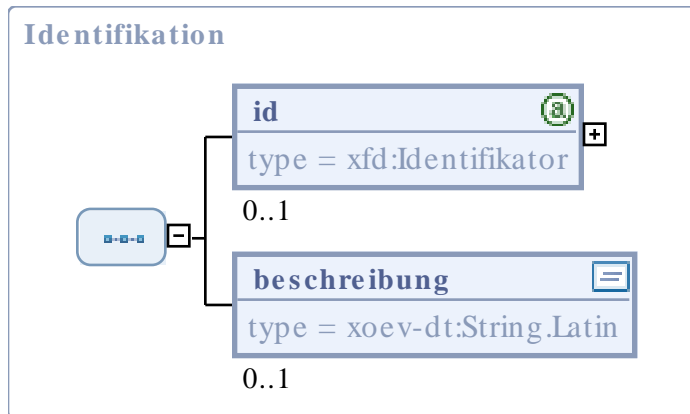 Identifikation
id
type = xfd:Identifikator
0..1
beschreibung
type = xoev-dt:String.Latin
0..1